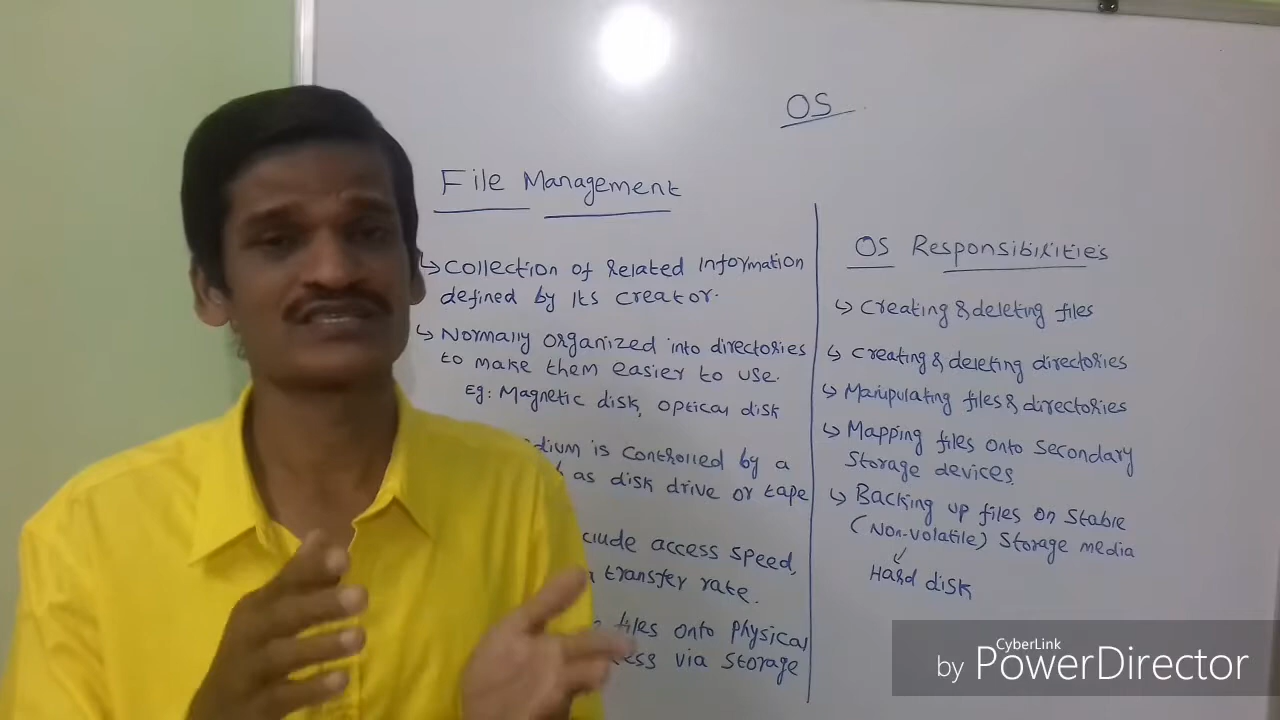 OS
File Management
↳ Collection of related information
defined by its creator.
↳ Normally organized into directories
to make them easier to use.
Eg: Magnetic disk, optical disk
is controlled by a
as disk drive or tape
access speed,
transfer rate.
files onto physical
via storage
OS Responsibilities
↳ Creating & deleting files
↳ Creating & deleting directories
↳ Manipulating files & directories
↳ Mapping files onto secondary
storage devices.
↳ Backing up files on stable
(Non-volatile) storage media
Hard disk
CyberLink
by PowerDirector